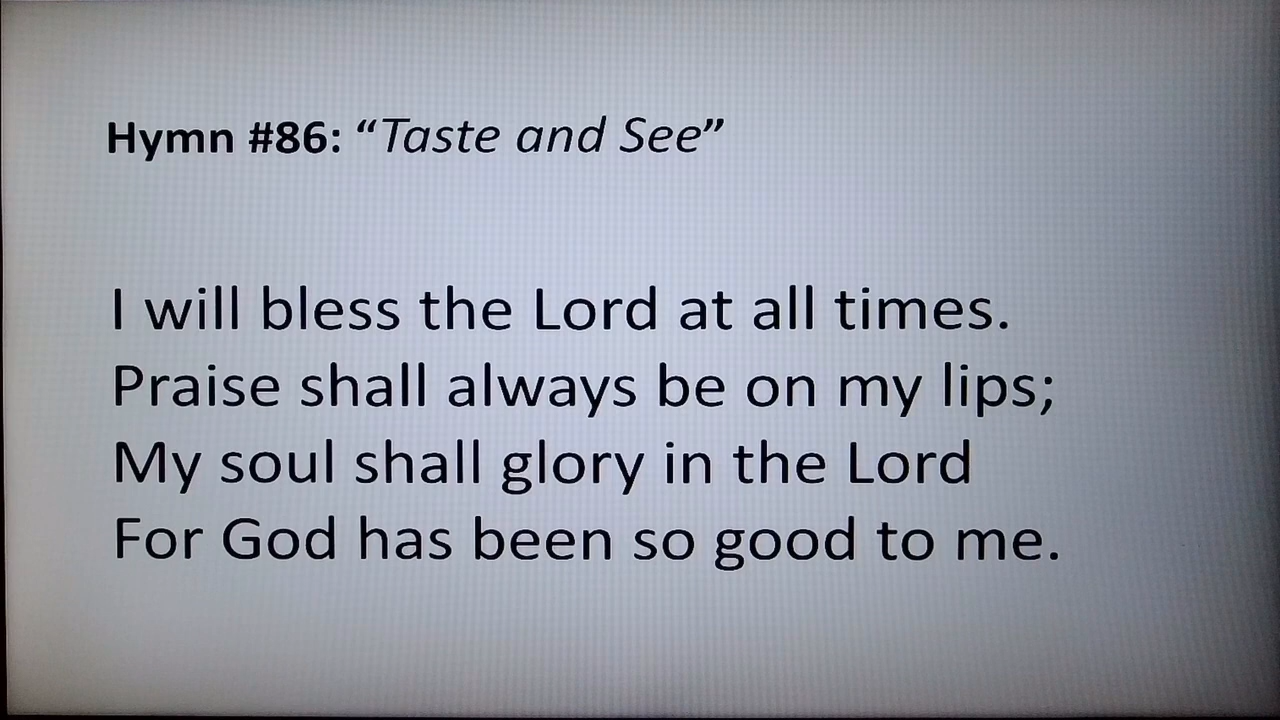 Hymn #86: “Taste and See”
I will bless the Lord at all times.
Praise shall always be on my lips;
My soul shall glory in the Lord
For God has been so good to me.